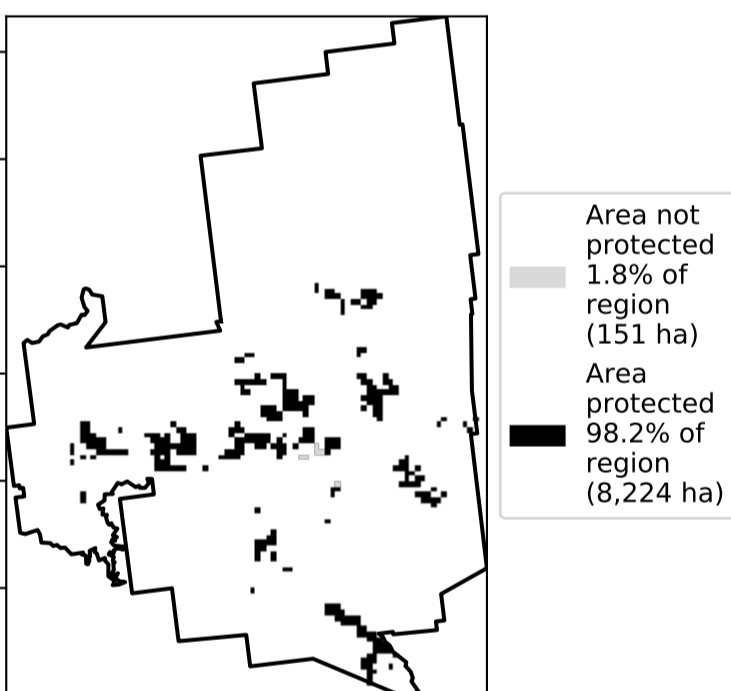 Area not
protected
1.8% of
region
(151 ha)
Area
protected
98.2% of
region
(8,224 ha)